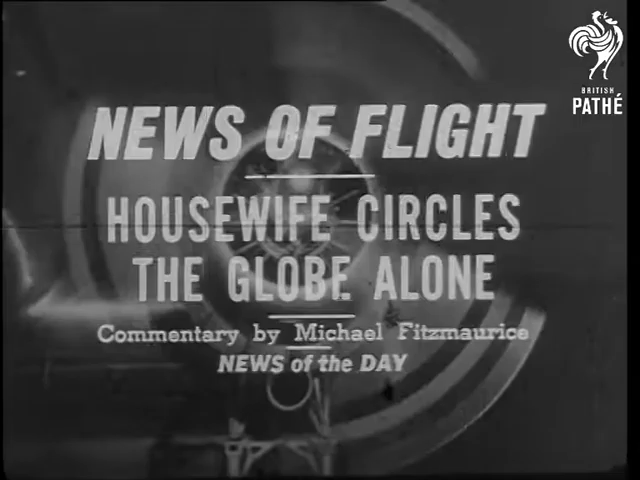 BRITISH
PATHÉ
NEWS OF FLIGHT
HOUSEWIFE CIRCLES
THE GLOBE ALONE
Commentary by Michael Fitzmaurice
NEWS of the DAY